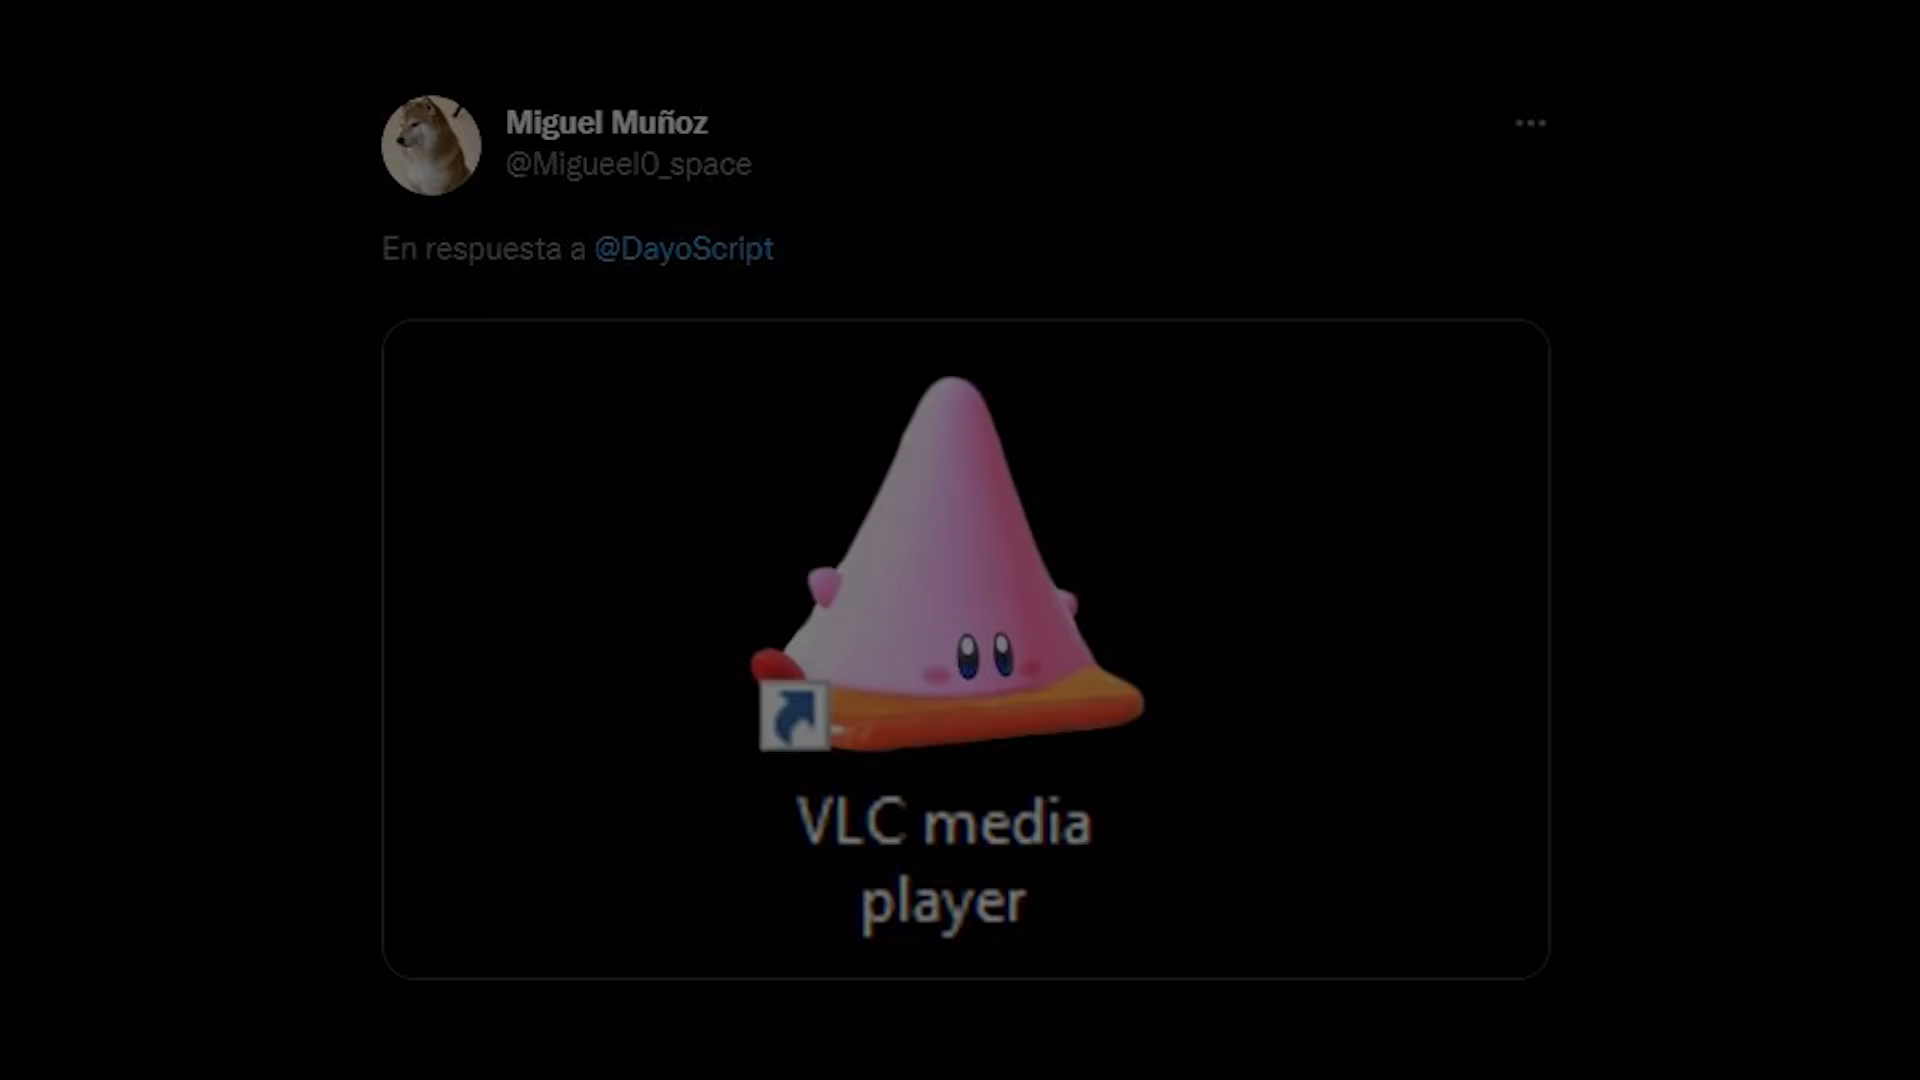 Miguel Muñoz
@Migueel0_space
En respuesta a @DayoScript
VLC media
player